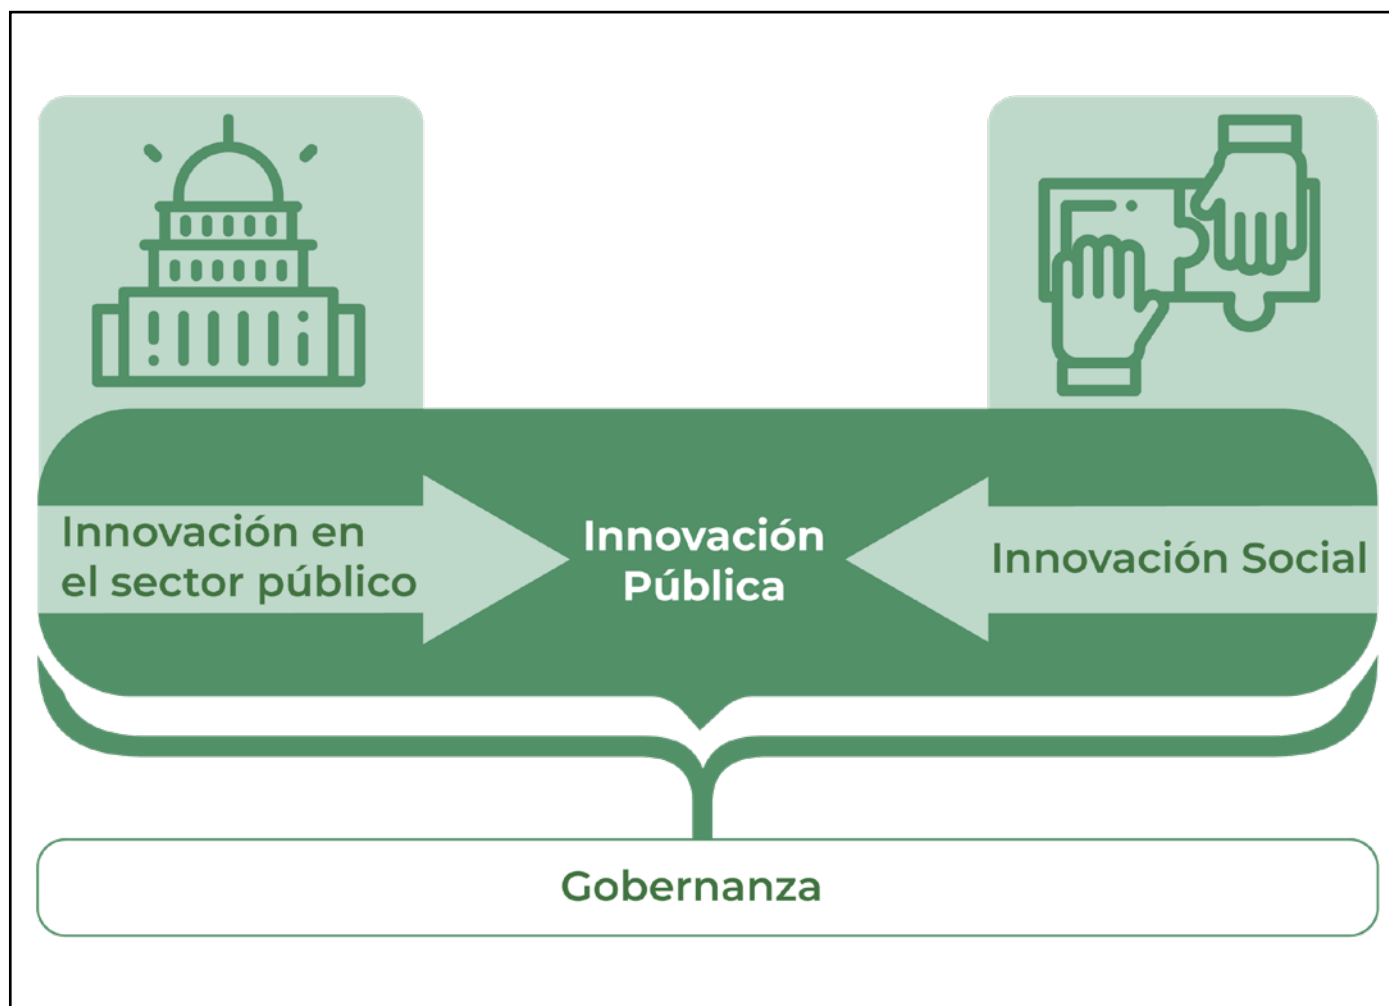 Innovación en
el sector público
Innovación
Pública
Innovación Social
Gobernanza